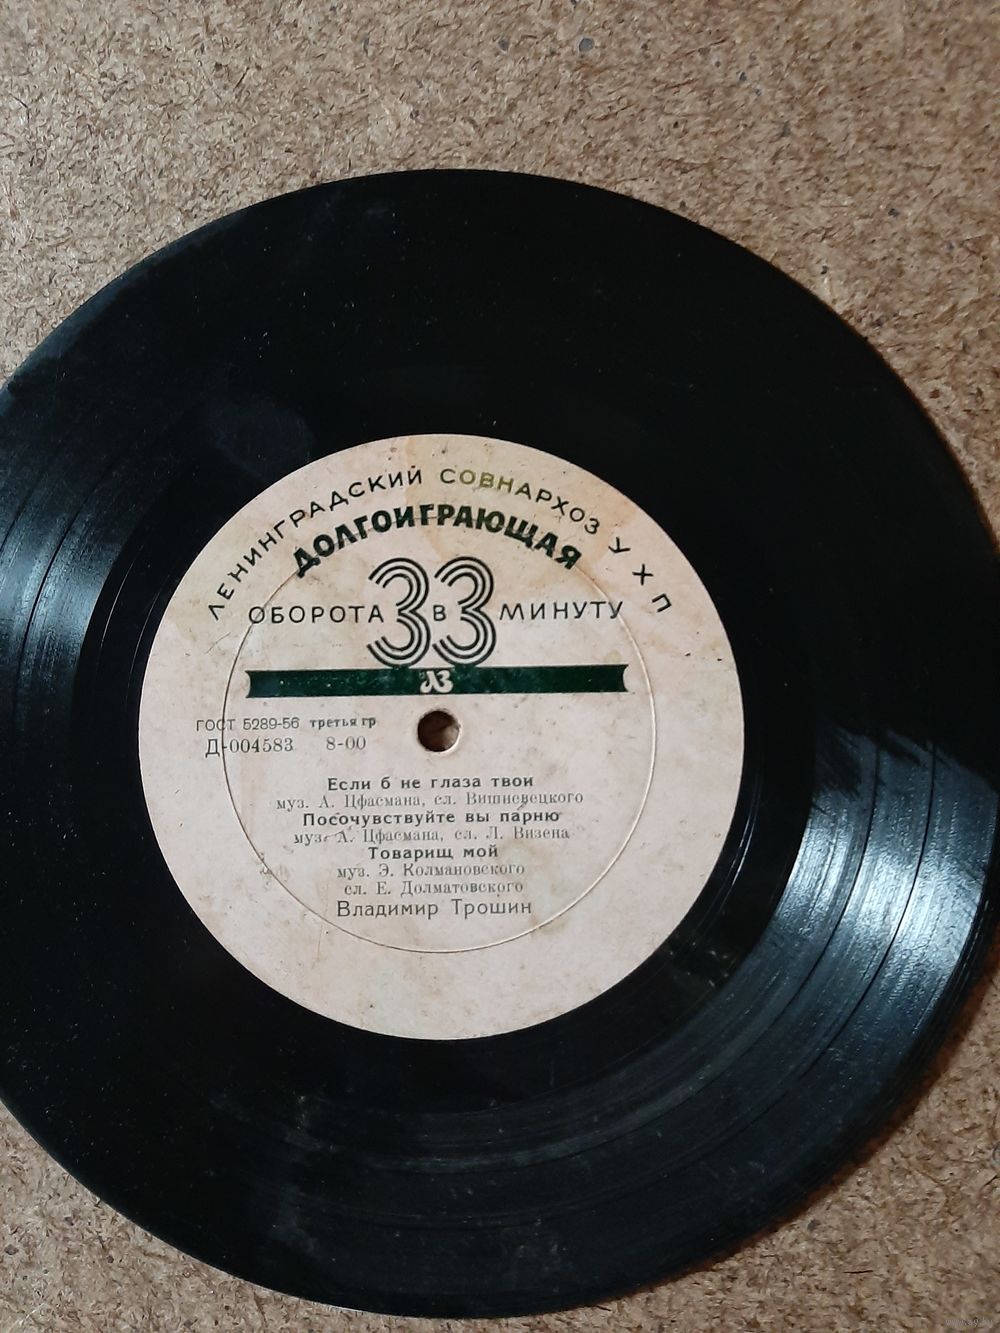 ЛЕНИНГРАДСКИЙ СОВНАРХОЗ У Х П
ДОЛГОИГРАЮЩАЯ
ОБОРОТА 33 В МИНУТУ
ЛЗ
ГОСТ 5289-56 третья гр
Д-004583 8-00
Если б не глаза твои
муз. А. Цфасмана, сл. Вишневецкого
Посочувствуйте вы парню
муз. А. Цфасмана, сл. Л. Визена
Товарищ мой
муз. Э. Колмановского
сл. Е. Долматовского
Владимир Трошин